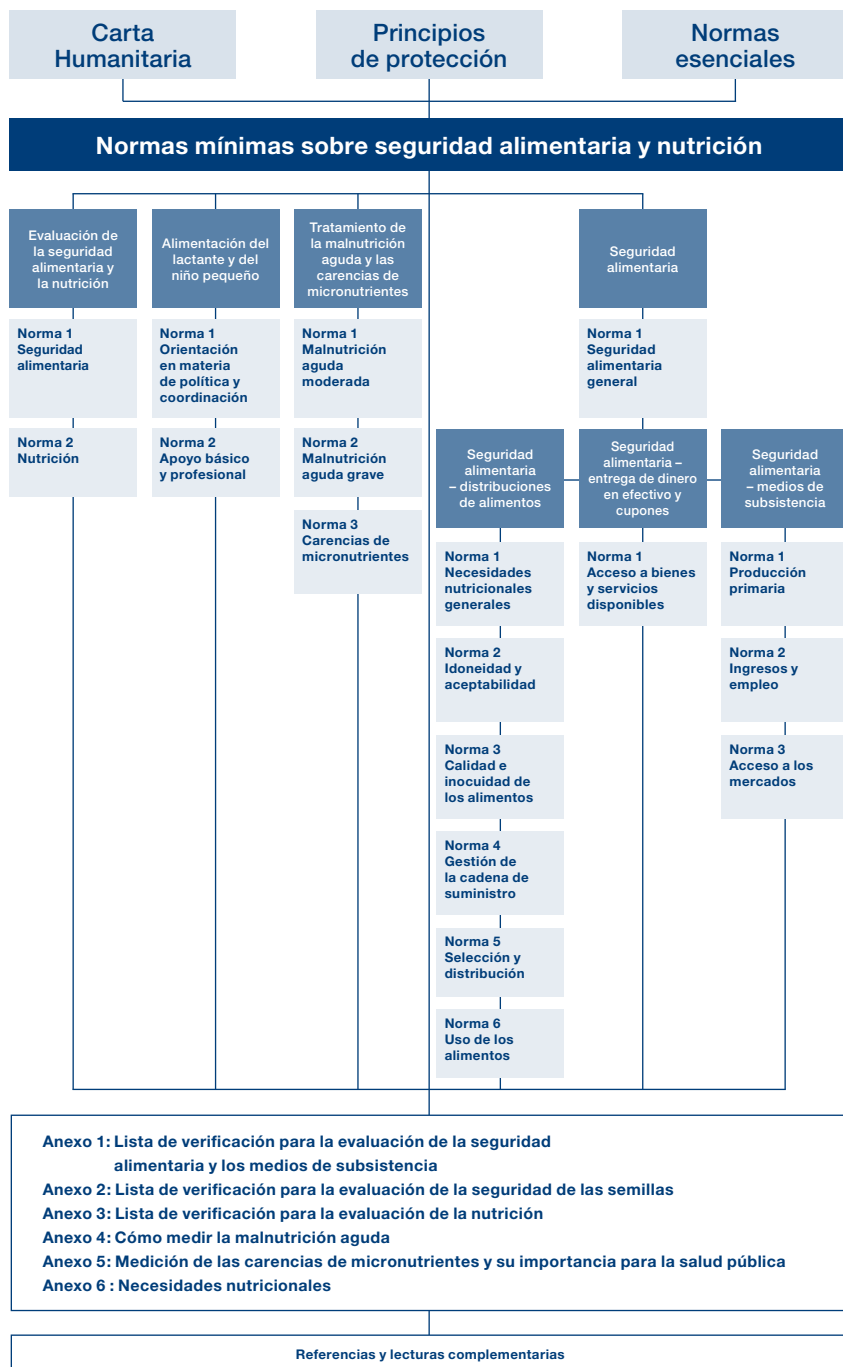 Carta
Humanitaria
Principios
de protección
Normas
esenciales
Normas mínimas sobre seguridad alimentaria y nutrición
Evaluación de
la seguridad
alimentaria y
la nutrición
Norma 1
Seguridad
alimentaria
Norma 2
Nutrición
Alimentación del
lactante y del
niño pequeño
Norma 1
Orientación
en materia
de política y
coordinación
Norma 2
Apoyo básico
y profesional
Tratamiento de
la malnutrición
aguda y las
carencias de
micronutrientes
Norma 1
Malnutrición
aguda
moderada
Norma 2
Malnutrición
aguda grave
Norma 3
Carencias de
micronutrientes
Seguridad
alimentaria
Norma 1
Seguridad
alimentaria
general
Seguridad
alimentaria
– distribuciones
de alimentos
Norma 1
Necesidades
nutricionales
generales
Norma 2
Idoneidad y
aceptabilidad
Norma 3
Calidad e
inocuidad de
los alimentos
Norma 4
Gestión de
la cadena de
suministro
Norma 5
Selección y
distribución
Norma 6
Uso de los
alimentos
Seguridad
alimentaria –
entrega de dinero
en efectivo y
cupones
Norma 1
Acceso a bienes
y servicios
disponibles
Seguridad
alimentaria
– medios de
subsistencia
Norma 1
Producción
primaria
Norma 2
Ingresos y
empleo
Norma 3
Acceso a los
mercados
Anexo 1: Lista de verificación para la evaluación de la seguridad
alimentaria y los medios de subsistencia
Anexo 2: Lista de verificación para la evaluación de la seguridad de las semillas
Anexo 3: Lista de verificación para la evaluación de la nutrición
Anexo 4: Cómo medir la malnutrición aguda
Anexo 5: Medición de las carencias de micronutrientes y su importancia para la salud pública
Anexo 6 : Necesidades nutricionales
Referencias y lecturas complementarias